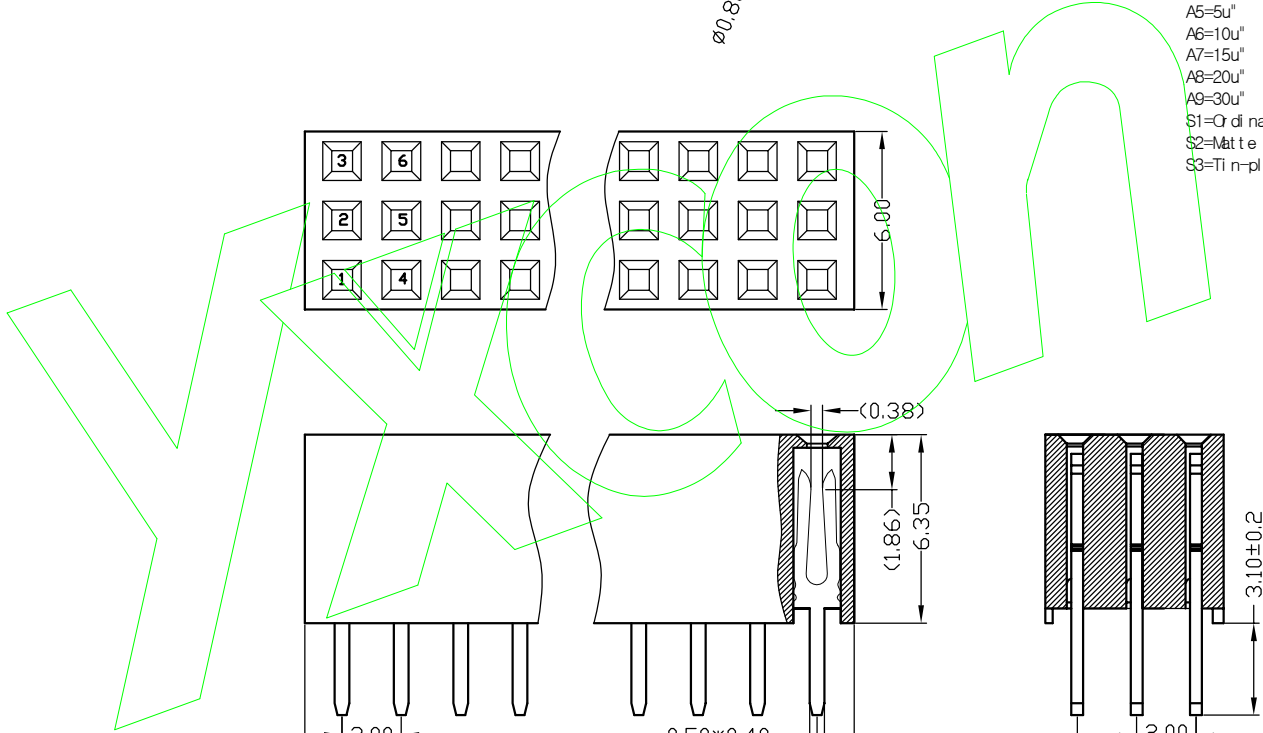 A5=5u"
A6=10u"
A7=15u"
A8=20u"
A9=30u"
S1=Ordina
S2=Matte
S3=Tin-pl
3 6
2 5
1 4
6.00
(0.38)
(1.86)
6.35
3.10±0.2
yxcon